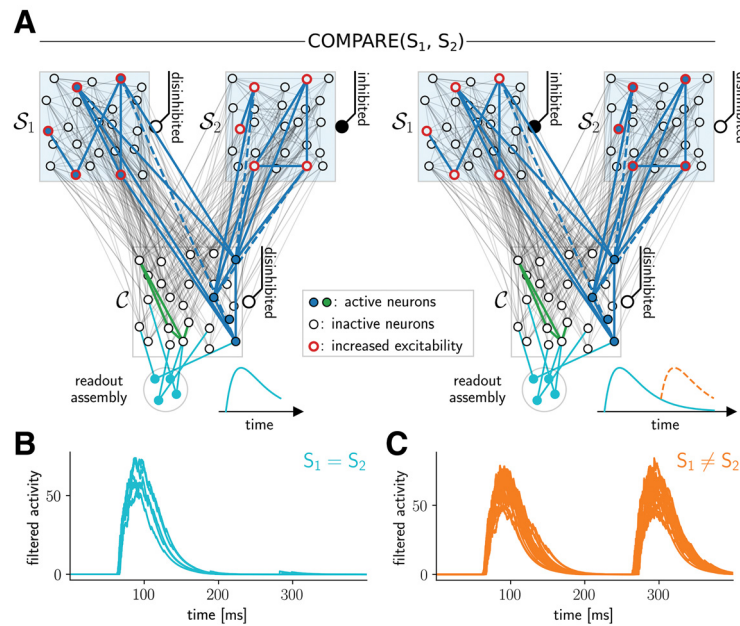 A
COMPARE(S1, S2)
S1
disinhibited
S2
inhibited
S1
inhibited
S2
disinhibited
C
disinhibited
C
disinhibited
: active neurons
: inactive neurons
: increased excitability
readout
assembly
time
readout
assembly
time
B
S1 = S2
filtered activity
50
0
100
200
300
time [ms]
C
S1 ≠ S2
filtered activity
50
0
100
200
300
time [ms]